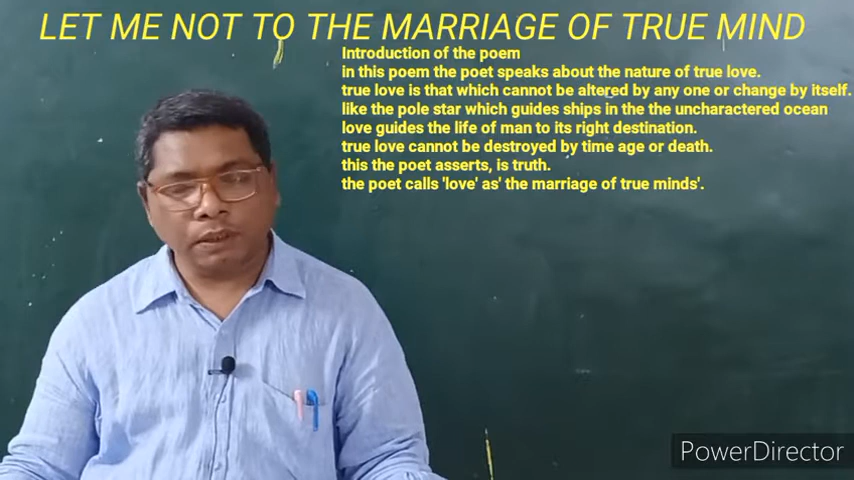 LET ME NOT TO THE MARRIAGE OF TRUE MIND
Introduction of the poem
in this poem the poet speaks about the nature of true love.
true love is that which cannot be altered by any one or change by itself.
like the pole star which guides ships in the the uncharactered ocean
love guides the life of man to its right destination.
true love cannot be destroyed by time age or death.
this the poet asserts, is truth.
the poet calls 'love' as' the marriage of true minds'.
PowerDirector